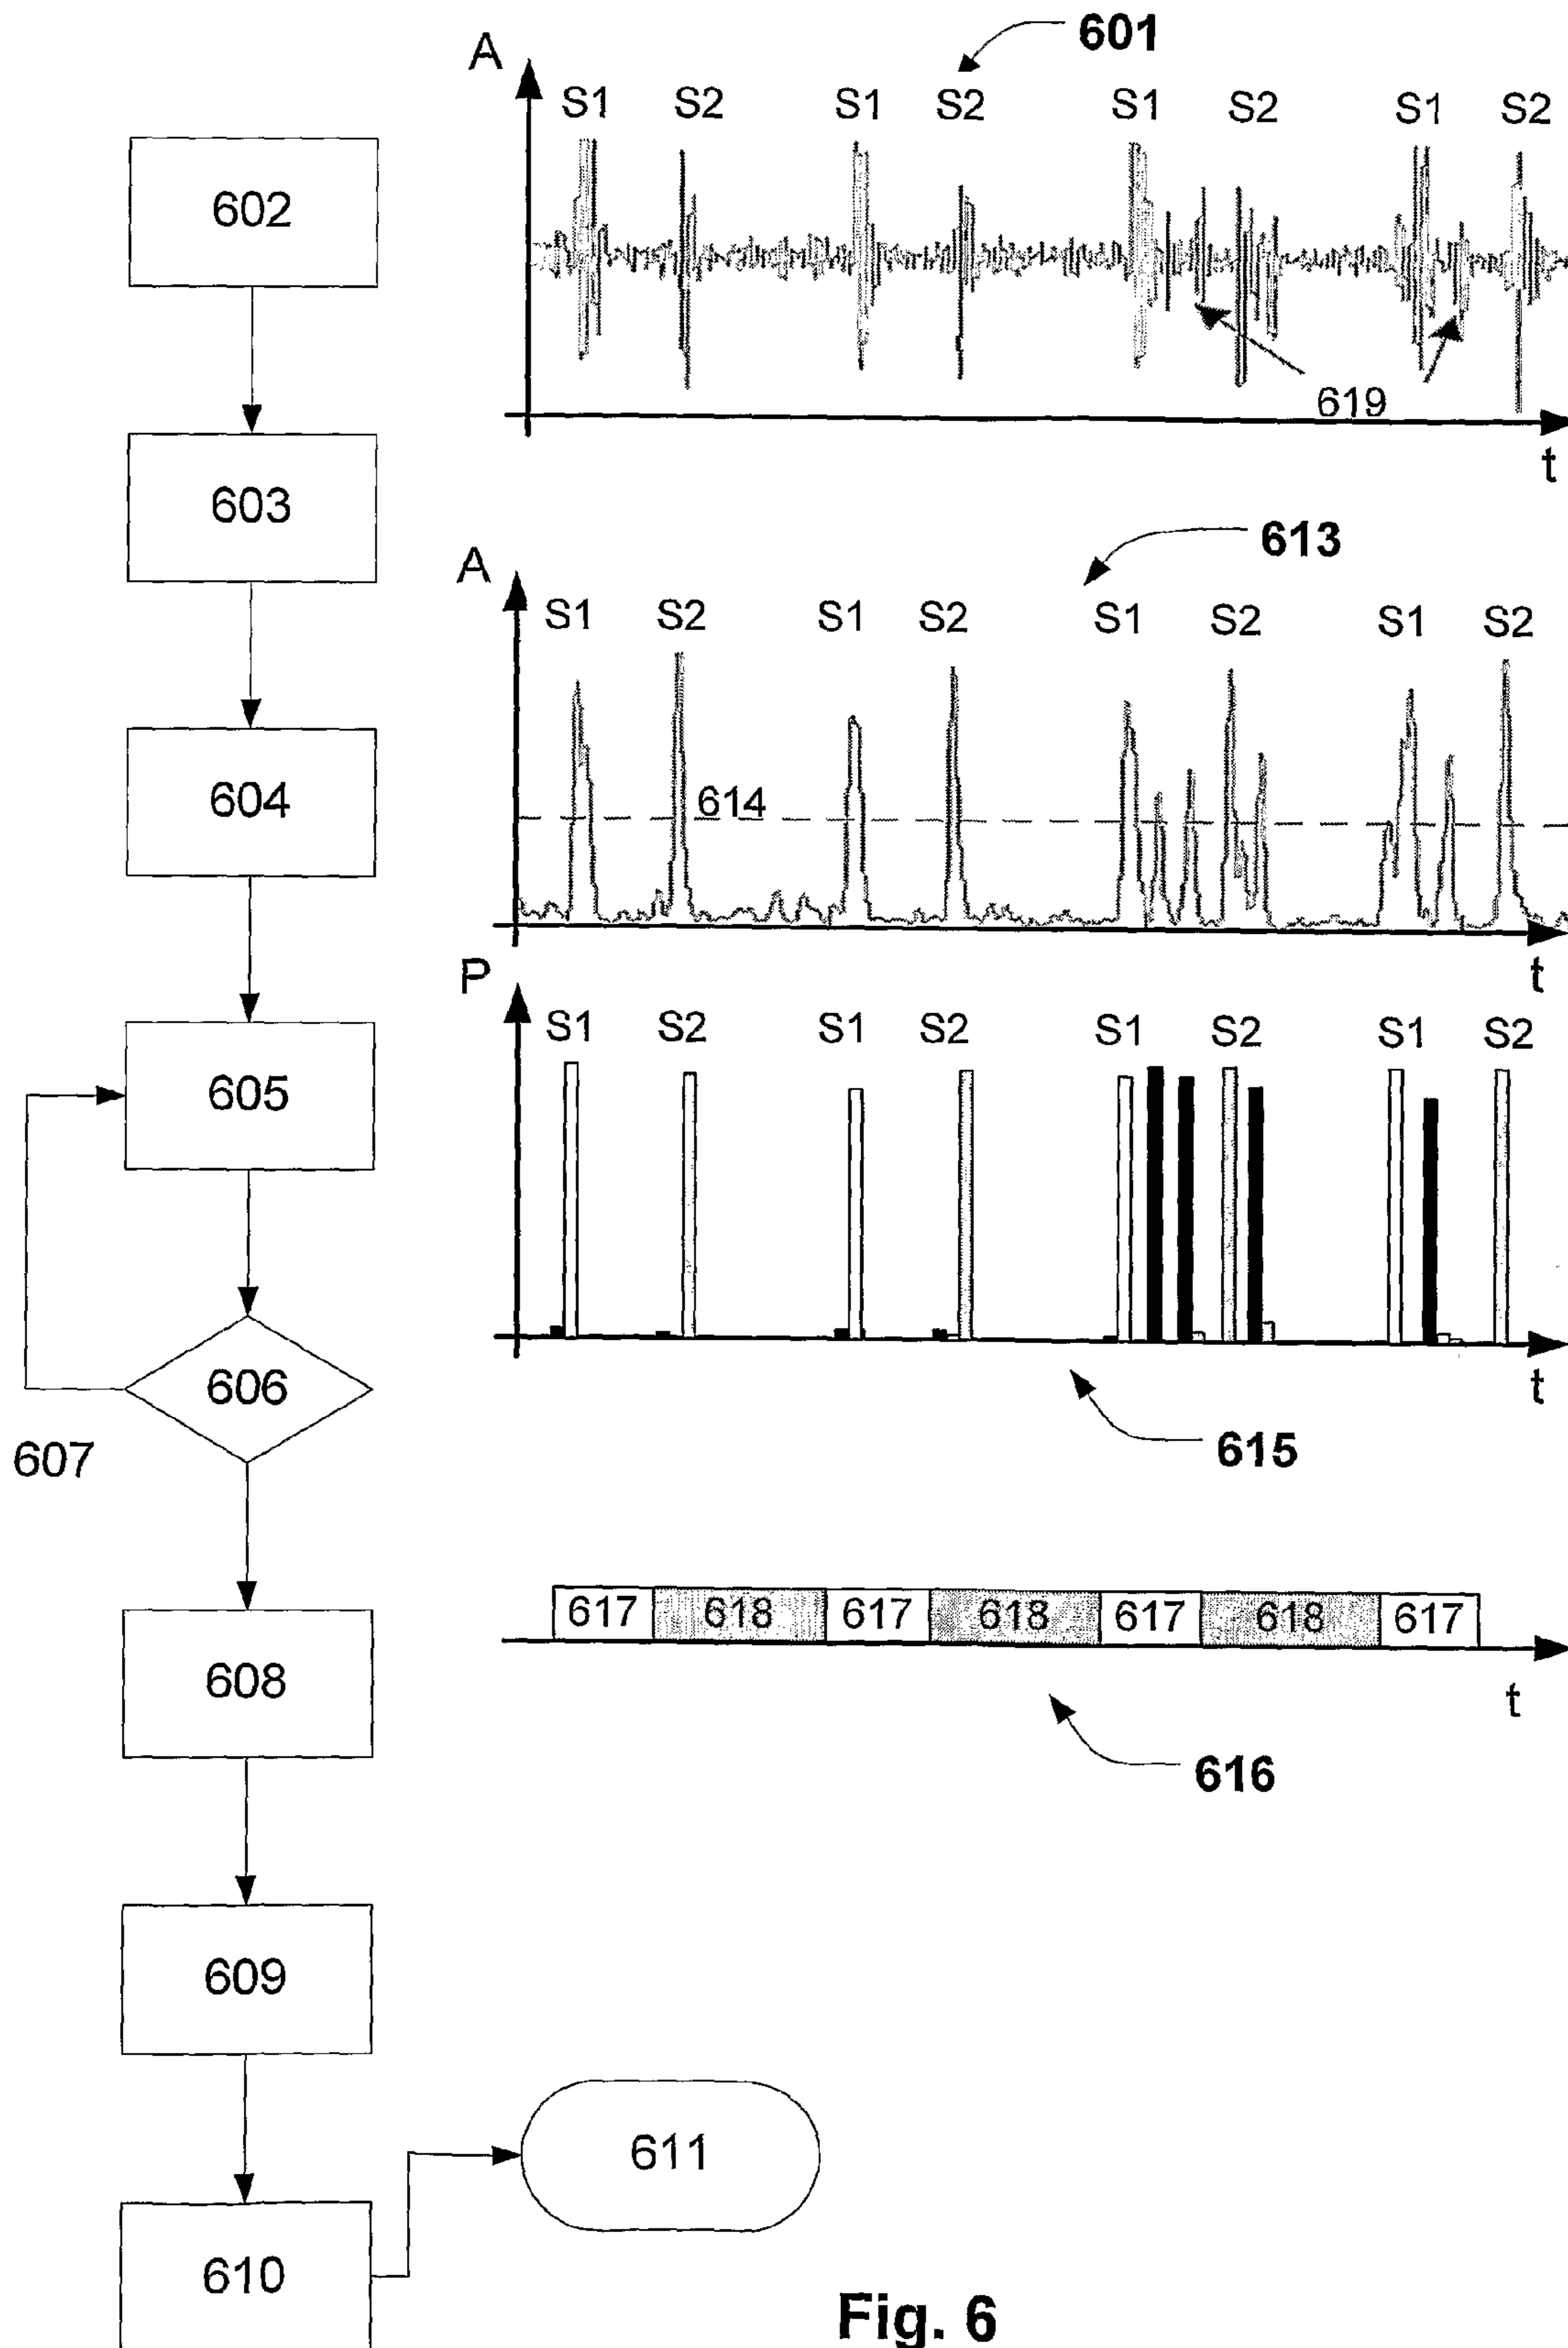 601
A
S1 S2 S1 S2 S1 S2 S1 S2
602
619
t
603
613
A
S1 S2 S1 S2 S1 S2 S1 S2
604
614
t
P
S1 S2 S1 S2 S1 S2 S1 S2
605
606
t
607
615
617 618 617 618 617 618 617
608
t
616
609
611
610
Fig. 6